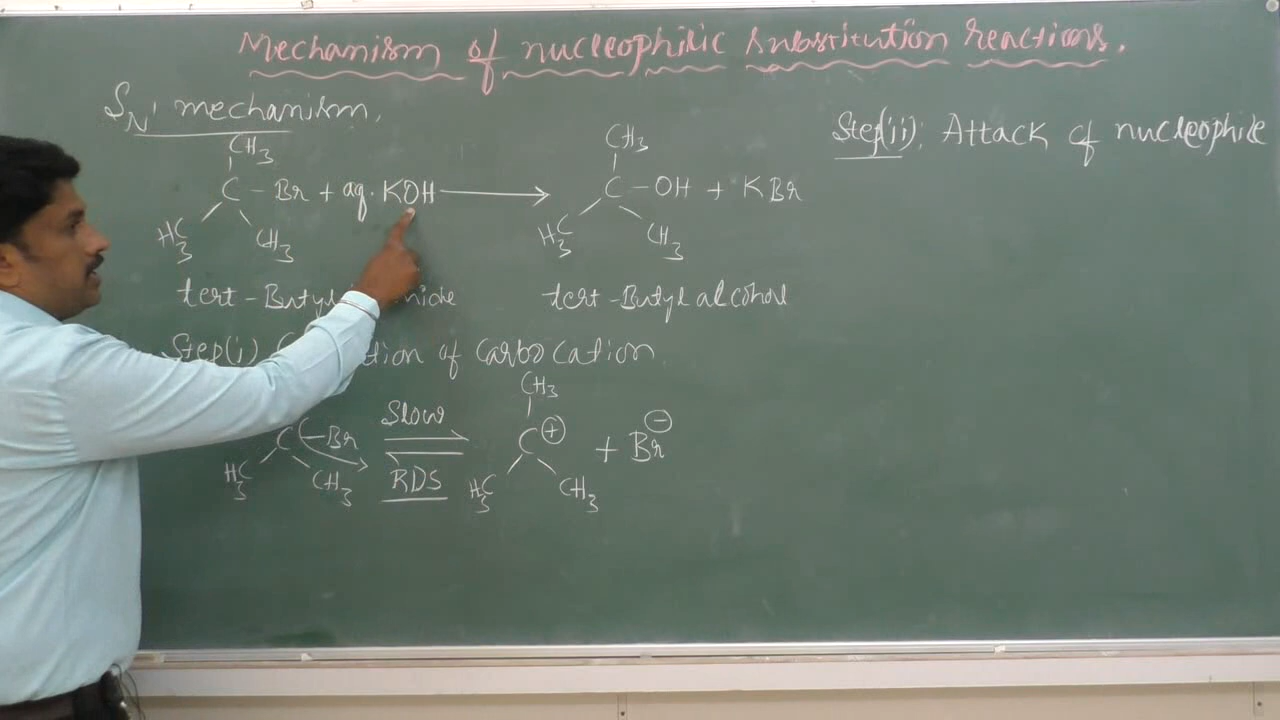 Mechanism of nucleophilic substitution reactions.
SN1 mechanism.
CH3
C - Br + aq. KOH ⟶
H3C
CH3
CH3
C - OH + KBr
H3C
CH3
tert-Butyl
tert-Butyl alcohol
Step(i)
of Carbocation
C - Br
H3C
CH3
Slow
RDS
CH3
C⊕ + Br⊖
H3C
CH3
Step(ii): Attack of nucleophile